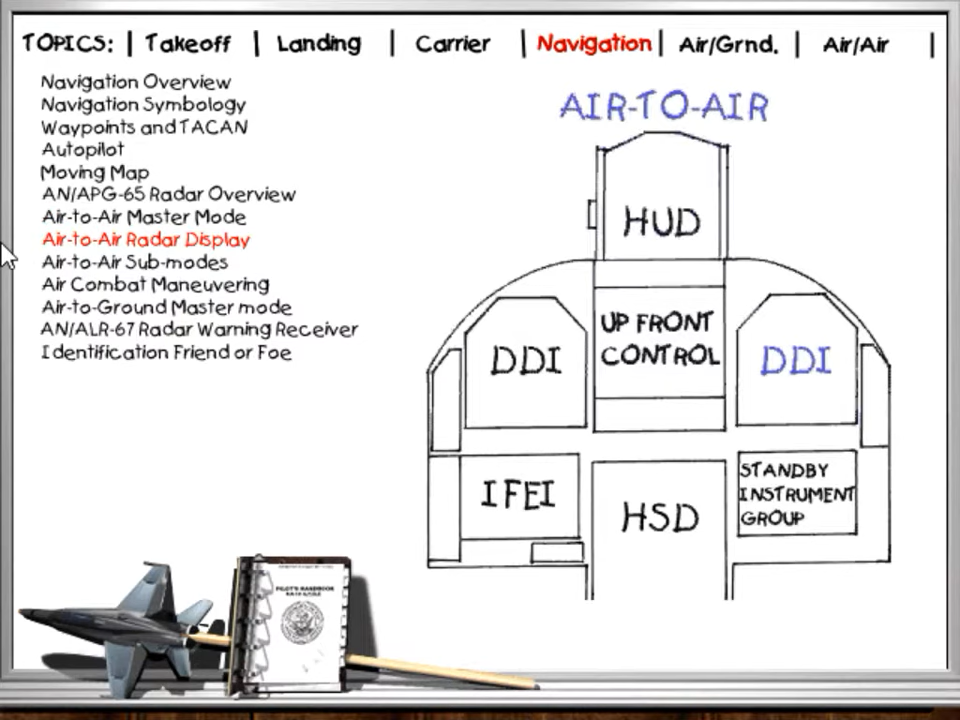 TOPICS: | Takeoff | Landing | Carrier | Navigation | Air/Grnd. | Air/Air |
Navigation Overview
Navigation Symbology
Waypoints and TACAN
Autopilot
Moving Map
AN/APG-65 Radar Overview
Air-to-Air Master Mode
Air-to-Air Radar Display
Air-to-Air Sub-modes
Air Combat Maneuvering
Air-to-Ground Master mode
AN/ALR-67 Radar Warning Receiver
Identification Friend or Foe
AIR-TO-AIR
HUD
UP FRONT
CONTROL
DDI
DDI
IFEI
HSD
STANDBY
INSTRUMENT
GROUP
PILOT'S HANDBOOK